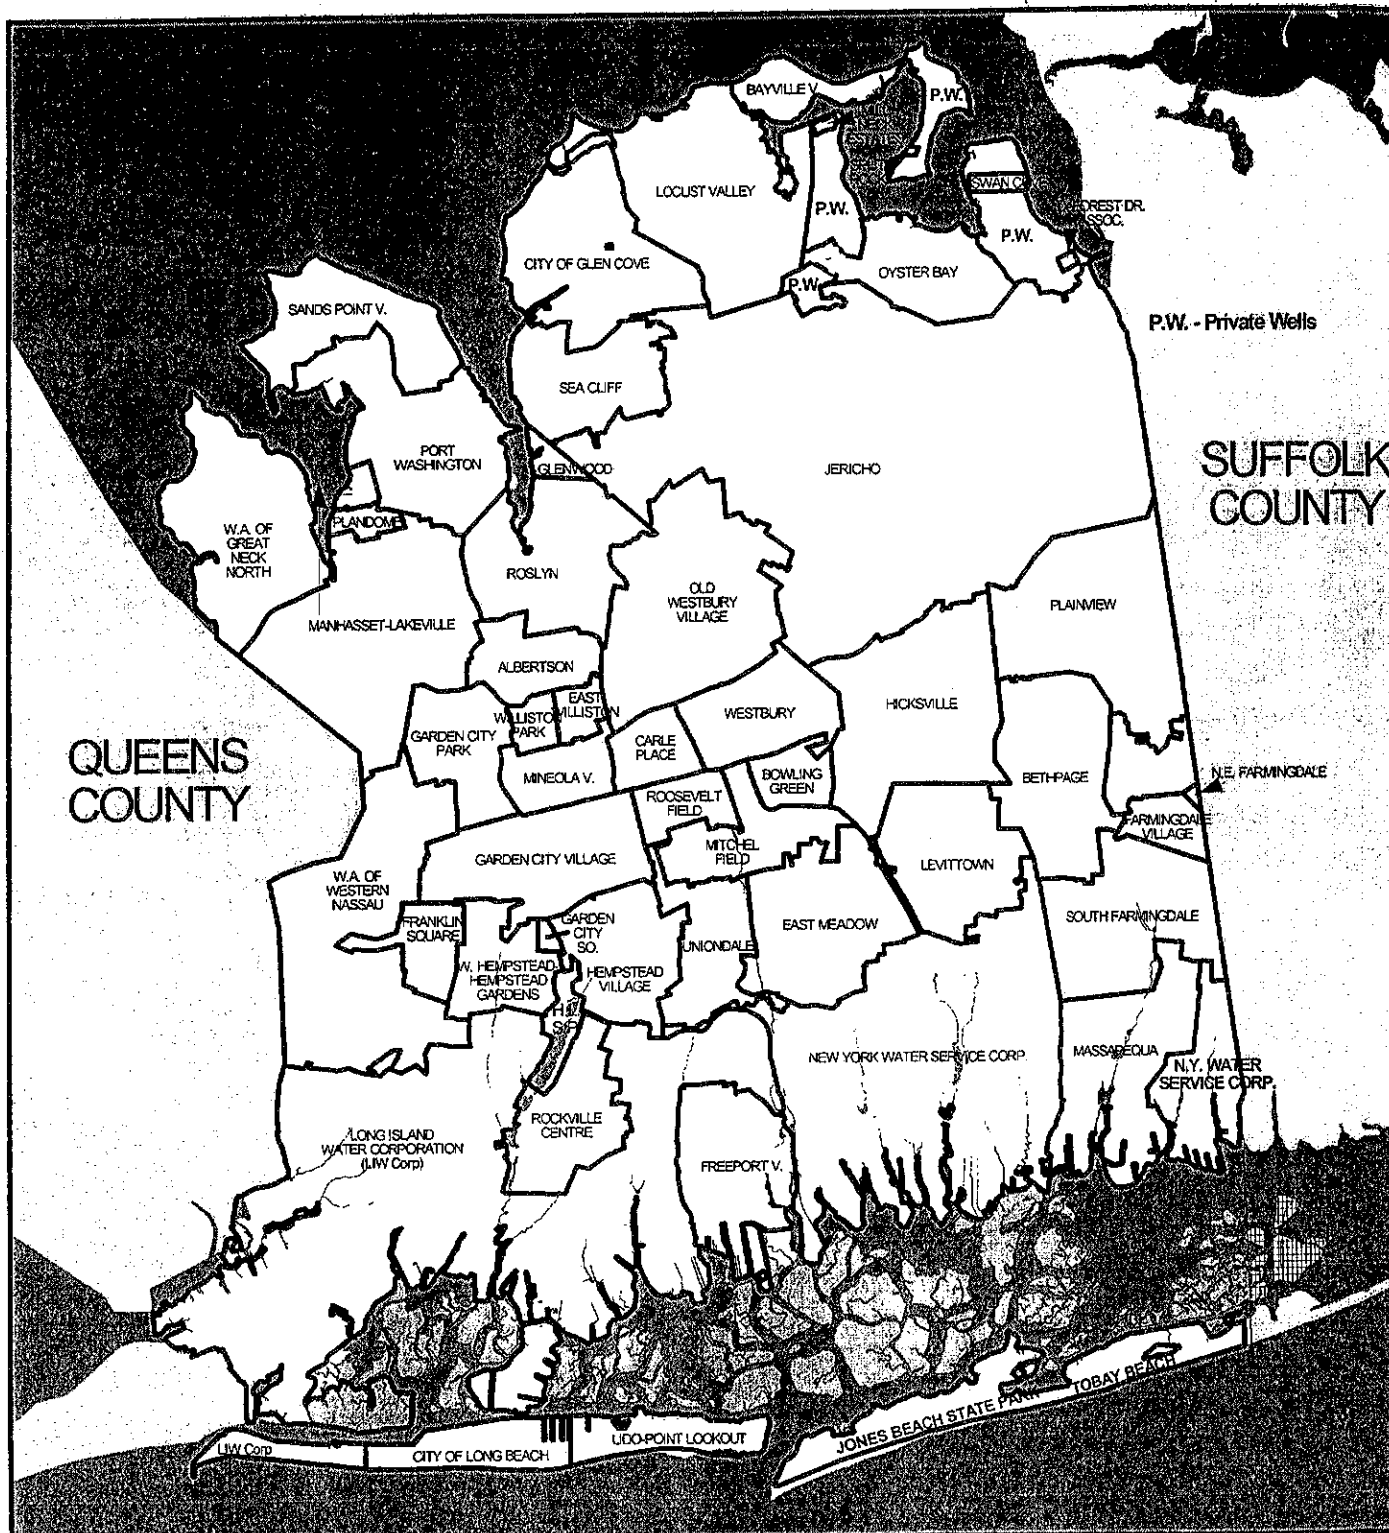 BAYVILLE V.
P.W.
LOCUST VALLEY
SWAN C
P.W.
OREST DR.
SSOC.
P.W.
CITY OF GLEN COVE
OYSTER BAY
P.W.
SANDS POINT V.
P.W. - Private Wells
SEA CLIFF
PORT
WASHINGTON
GLENWOOD
JERICHO
SUFFOLK
COUNTY
PLANDOME
W.A. OF
GREAT
NECK
NORTH
ROSLYN
OLD
WESTBURY
VILLAGE
PLAINVIEW
MANHASSET-LAKEVILLE
ALBERTSON
EAST
WILLISTON
WILLISTON
PARK
GARDEN CITY
PARK
WESTBURY
HICKSVILLE
QUEENS
COUNTY
CARLE
PLACE
MINEOLA V.
BOWLING
GREEN
BETHPAGE
N.E. FARMINGDALE
ROOSEVELT
FIELD
FARMINGDALE
VILLAGE
MITCHEL
FIELD
GARDEN CITY VILLAGE
LEVITTOWN
W.A. OF
WESTERN
NASSAU
FRANKLIN
SQUARE
GARDEN
CITY
SO.
EAST MEADOW
SOUTH FARMINGDALE
UNIONDALE
W. HEMPSTEAD-
HEMPSTEAD
GARDENS
HEMPSTEAD
VILLAGE
H.L.
S.P.
NEW YORK WATER SERVICE CORP.
MASSAPEQUA
N.Y. WATER
SERVICE CORP.
ROCKVILLE
CENTRE
LONG ISLAND
WATER CORPORATION
(LIW Corp)
FREEPORT V.
JONES BEACH STATE PARK
TOBAY BEACH
LIW Corp
CITY OF LONG BEACH
LIDO-POINT LOOKOUT